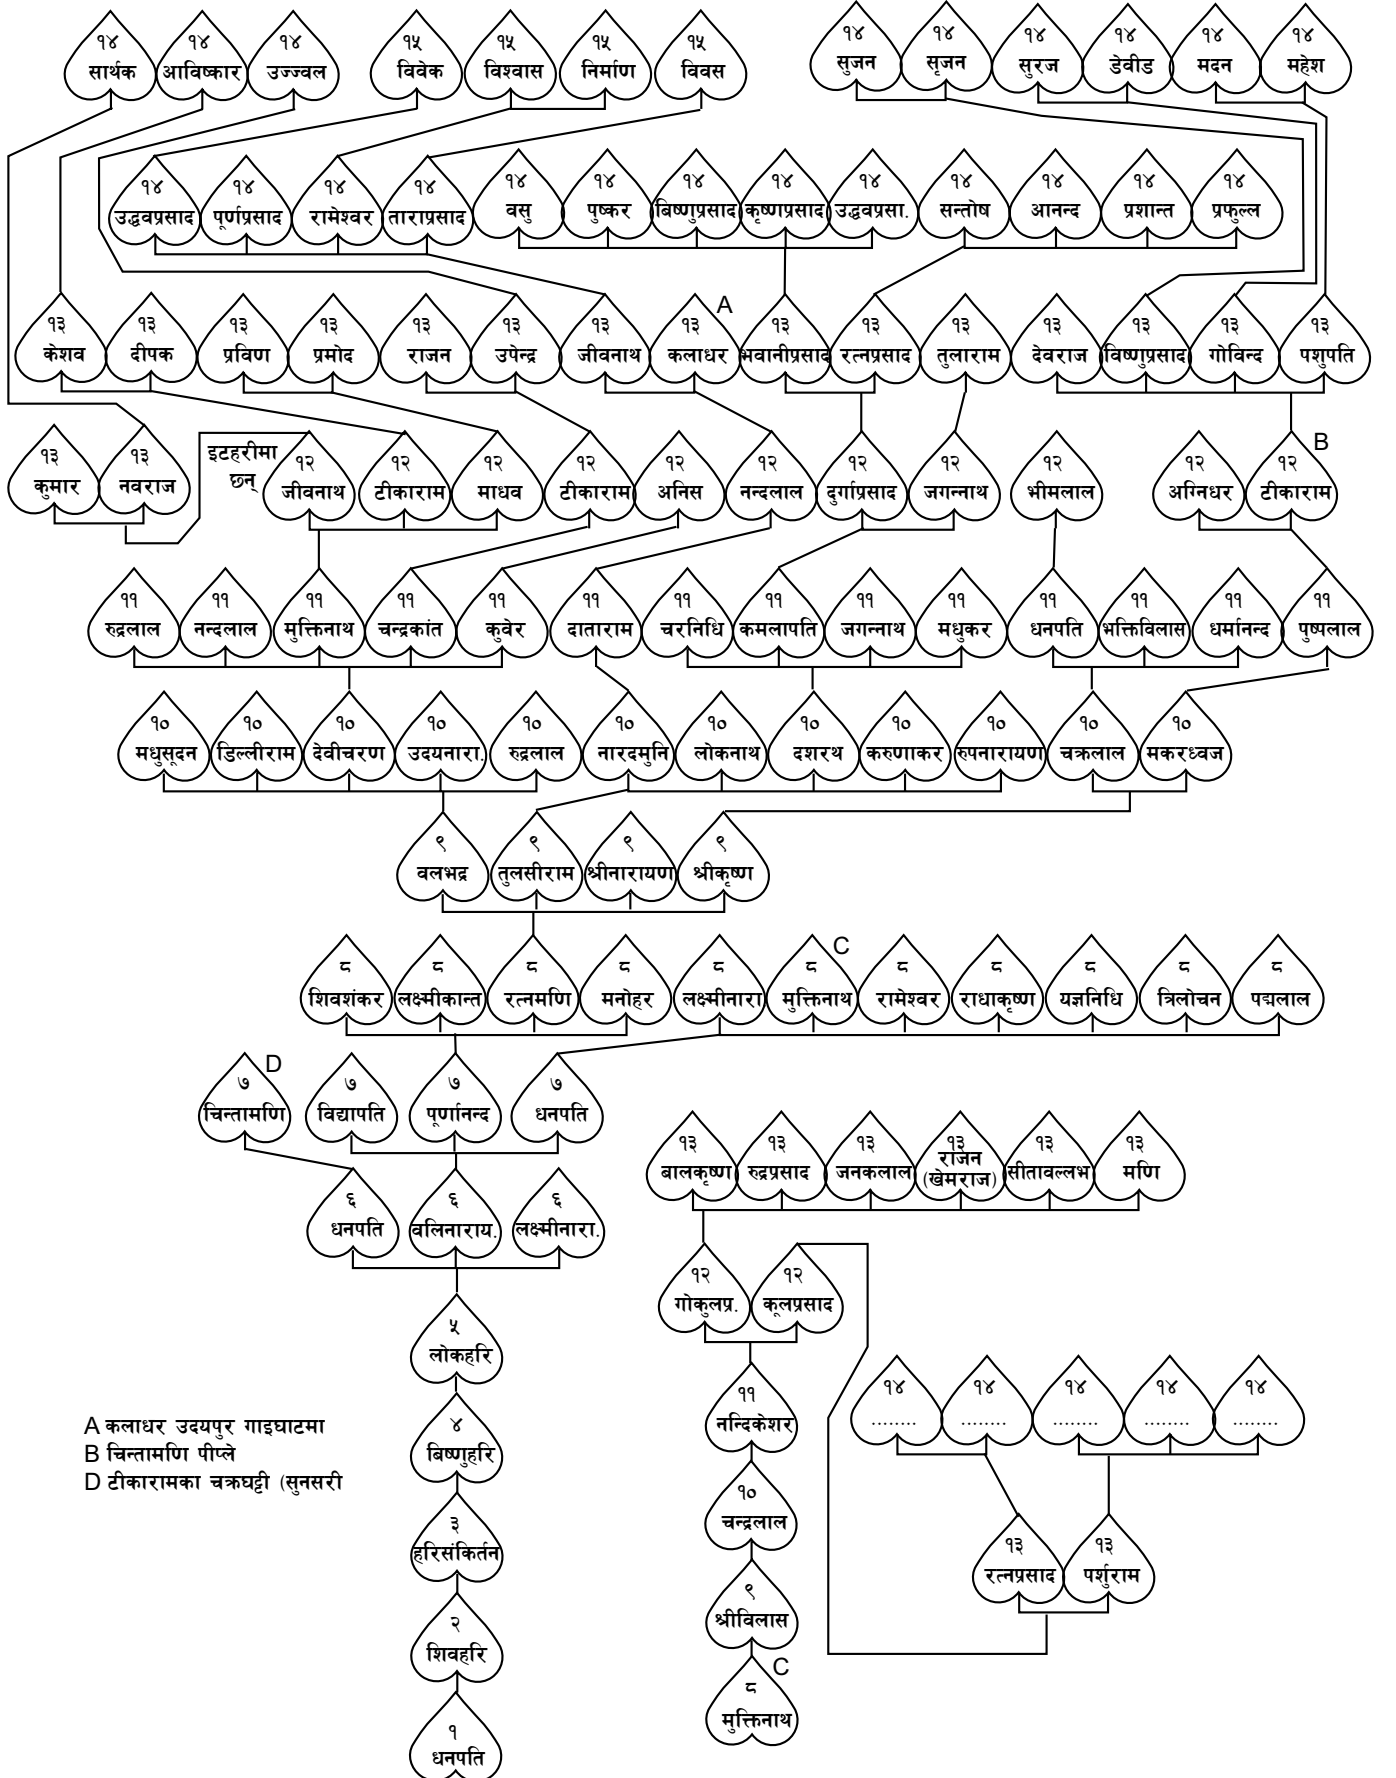 १४ १४ १४ १५ १५ १५ १५ १४ १४ १४ १४ १४ १४
सार्थक आविष्कार उज्ज्वल विवेक विश्वास निर्माण विवस सुजन सृजन सुरज डेवीड मदन महेश
१४ १४ १४ १४ १४ १४ १४ १४ १४ १४ १४ १४ १४
उद्धवप्रसाद पूर्णप्रसाद रामेश्वर ताराप्रसाद वसु पुष्कर बिष्णुप्रसाद कृष्णप्रसाद उद्धवप्रसा. सन्तोष आनन्द प्रशान्त प्रफुल्ल
A
१३ १३ १३ १३ १३ १३ १३ १३ १३ १३ १३ १३ १३ १३ १३
केशव दीपक प्रविण प्रमोद राजन उपेन्द्र जीवनाथ कलाधर भवानीप्रसाद रत्नप्रसाद तुलाराम देवराज विष्णुप्रसाद गोविन्द पशुपति
B
१३ १३ इटहरीमा १२ १२ १२ १२ १२ १२ १२ १२ १२ १२ १२
कुमार नवराज छन् जीवनाथ टीकाराम माधव टीकाराम अनिस नन्दलाल दुर्गाप्रसाद जगन्नाथ भीमलाल अग्निधर टीकाराम
११ ११ ११ ११ ११ ११ ११ ११ ११ ११ ११ ११ ११ ११
रुद्रलाल नन्दलाल मुक्तिनाथ चन्द्रकांत कुवेर दाताराम चरनिधि कमलापति जगन्नाथ मधुकर धनपति भक्तिविलास धर्मानन्द पुष्पलाल
१० १० १० १० १० १० १० १० १० १० १० १०
मधुसूदन डिल्लीराम देवीचरण उदयनारा. रुद्रलाल नारदमुनि लोकनाथ दशरथ करुणाकर रुपनारायण चक्रलाल मकरध्वज
९ ९ ९ ९
वलभद्र तुलसीराम श्रीनारायण श्रीकृष्ण
C
८ ८ ८ ८ ८ ८ ८ ८ ८ ८ ८
शिवशंकर लक्ष्मीकान्त रत्नमणि मनोहर लक्ष्मीनारा मुक्तिनाथ रामेश्वर राधाकृष्ण यज्ञनिधि त्रिलोचन पद्मलाल
D
७ ७ ७ ७
चिन्तामणि विद्यापति पूर्णानन्द धनपति
६ ६ ६
धनपति वलिनाराय. लक्ष्मीनारा.
५
लोकहरि
४
बिष्णुहरि
३
हरिसंकिर्तन
२
शिवहरि
१
धनपति
१३ १३ १३ १३ १३ १३
बालकृष्ण रुद्रप्रसाद जनकलाल राजन सीतावल्लभ मणि
(खेमराज)
१२ १२
गोकुलप्र. कूलप्रसाद
११
नन्दिकेशर
१०
चन्द्रलाल
९
श्रीविलास
C
८
मुक्तिनाथ
१४ १४ १४ १४ १४
........ ........ ........ ........ ........
१३ १३
रत्नप्रसाद पर्शुराम
A कलाधर उदयपुर गाइघाटमा
B चिन्तामणि पीप्ले
D टीकारामका चक्रघट्टी (सुनसरी